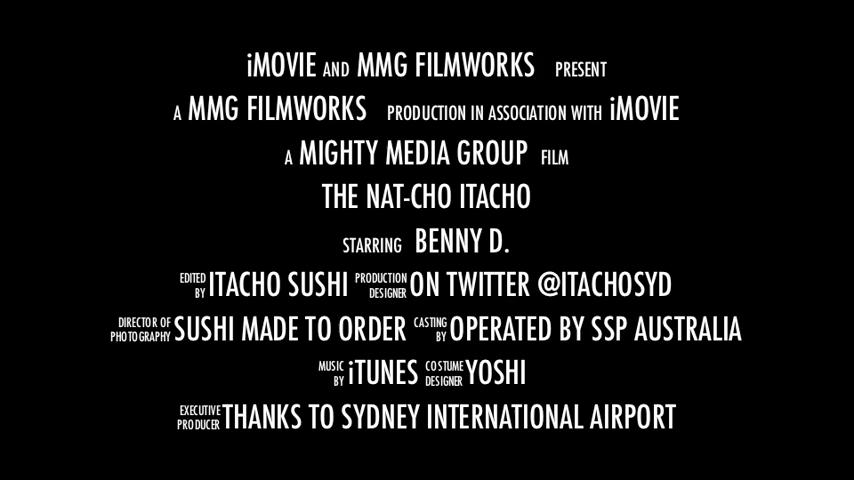 iMOVIE AND MMG FILMWORKS PRESENT
A MMG FILMWORKS PRODUCTION IN ASSOCIATION WITH iMOVIE
A MIGHTY MEDIA GROUP FILM
THE NAT-CHO ITACHO
STARRING BENNY D.
EDITED BY ITACHO SUSHI PRODUCTION DESIGNER ON TWITTER @ITACHOSYD
DIRECTOR OF PHOTOGRAPHY SUSHI MADE TO ORDER CASTING BY OPERATED BY SSP AUSTRALIA
MUSIC BY iTUNES COSTUME DESIGNER YOSHI
EXECUTIVE PRODUCER THANKS TO SYDNEY INTERNATIONAL AIRPORT